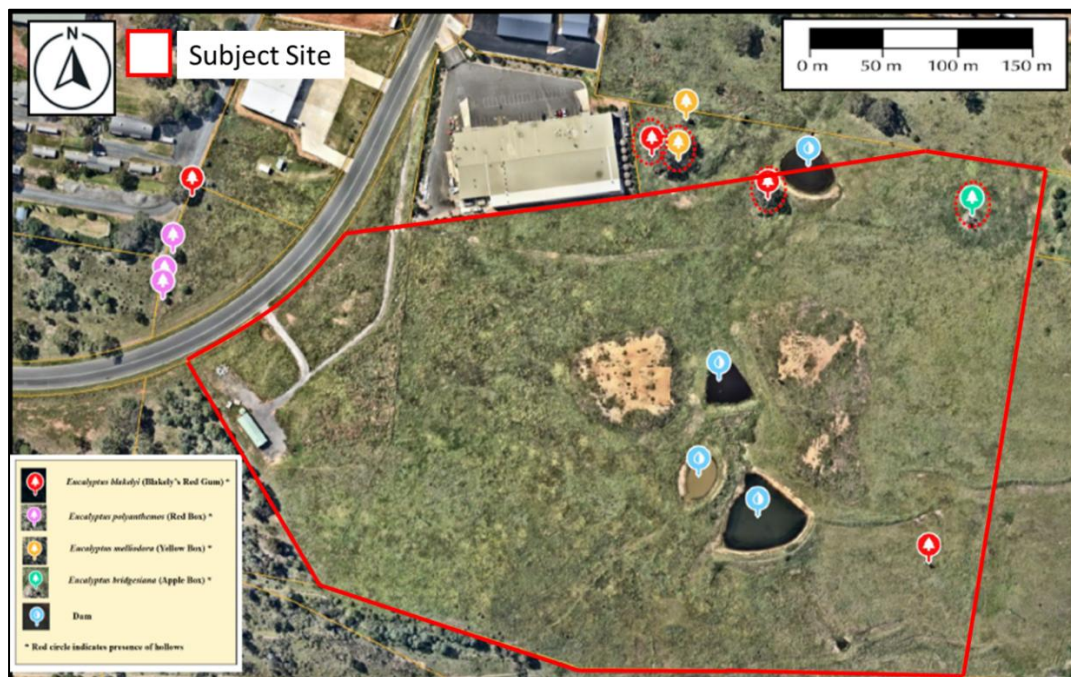 N
Subject Site
0 m 50 m 100 m 150 m
Eucalyptus blakelyi (Blakely's Red Gum) *
Eucalyptus polyanthemos (Red Box) *
Eucalyptus melliodora (Yellow Box) *
Eucalyptus bridgesiana (Apple Box) *
Dam
* Red circle indicates presence of hollows